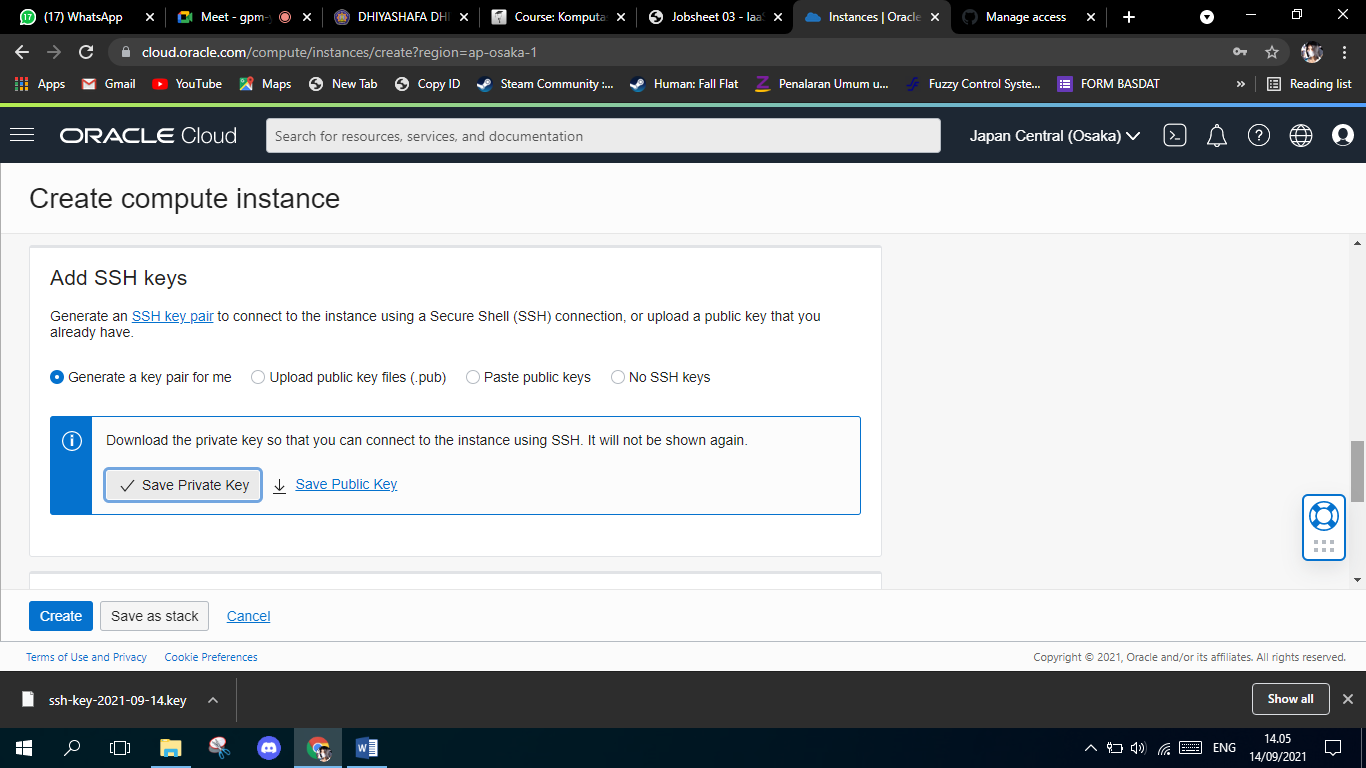 (17) WhatsApp
Meet - gpm-
DHIYASHAFA DHI
Course: Komputas
Jobsheet 03 - IaaS
Instances | Oracle
Manage access
cloud.oracle.com/compute/instances/create?region=ap-osaka-1
Apps
Gmail
YouTube
Maps
New Tab
Copy ID
Steam Community :...
Human: Fall Flat
Penalaran Umum u...
Fuzzy Control Syste...
FORM BASDAT
»
Reading list
ORACLE Cloud
Search for resources, services, and documentation
Japan Central (Osaka)
Create compute instance
Add SSH keys
Generate an SSH key pair to connect to the instance using a Secure Shell (SSH) connection, or upload a public key that you
already have.
Generate a key pair for me
Upload public key files (.pub)
Paste public keys
No SSH keys
Download the private key so that you can connect to the instance using SSH. It will not be shown again.
Save Private Key
Save Public Key
Create
Save as stack
Cancel
Terms of Use and Privacy
Cookie Preferences
Copyright © 2021, Oracle and/or its affiliates. All rights reserved.
ssh-key-2021-09-14.key
Show all
ENG
14.05
14/09/2021